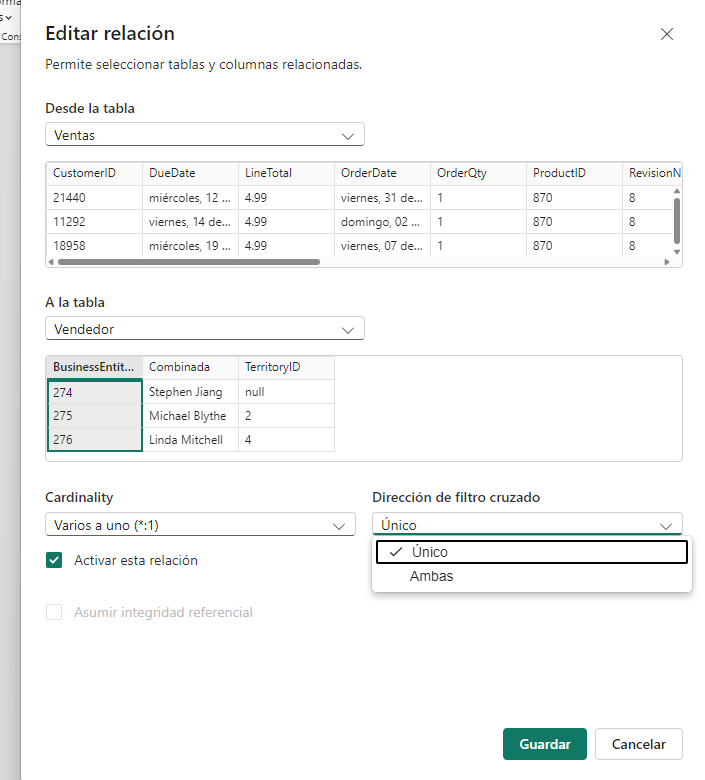 Editar relación
Permite seleccionar tablas y columnas relacionadas.
Desde la tabla
Ventas
CustomerID DueDate LineTotal OrderDate OrderQty ProductID RevisionN
21440 miércoles, 12 ... 4.99 viernes, 31 de... 1 870 8
11292 viernes, 14 de... 4.99 domingo, 02 ... 1 870 8
18958 miércoles, 19 ... 4.99 viernes, 07 de... 1 870 8
A la tabla
Vendedor
BusinessEntit... Combinada TerritoryID
274 Stephen Jiang null
275 Michael Blythe 2
276 Linda Mitchell 4
Cardinality Dirección de filtro cruzado
Varios a uno (*:1) Único
Activar esta relación Único
Ambas
Asumir integridad referencial
Guardar Cancelar